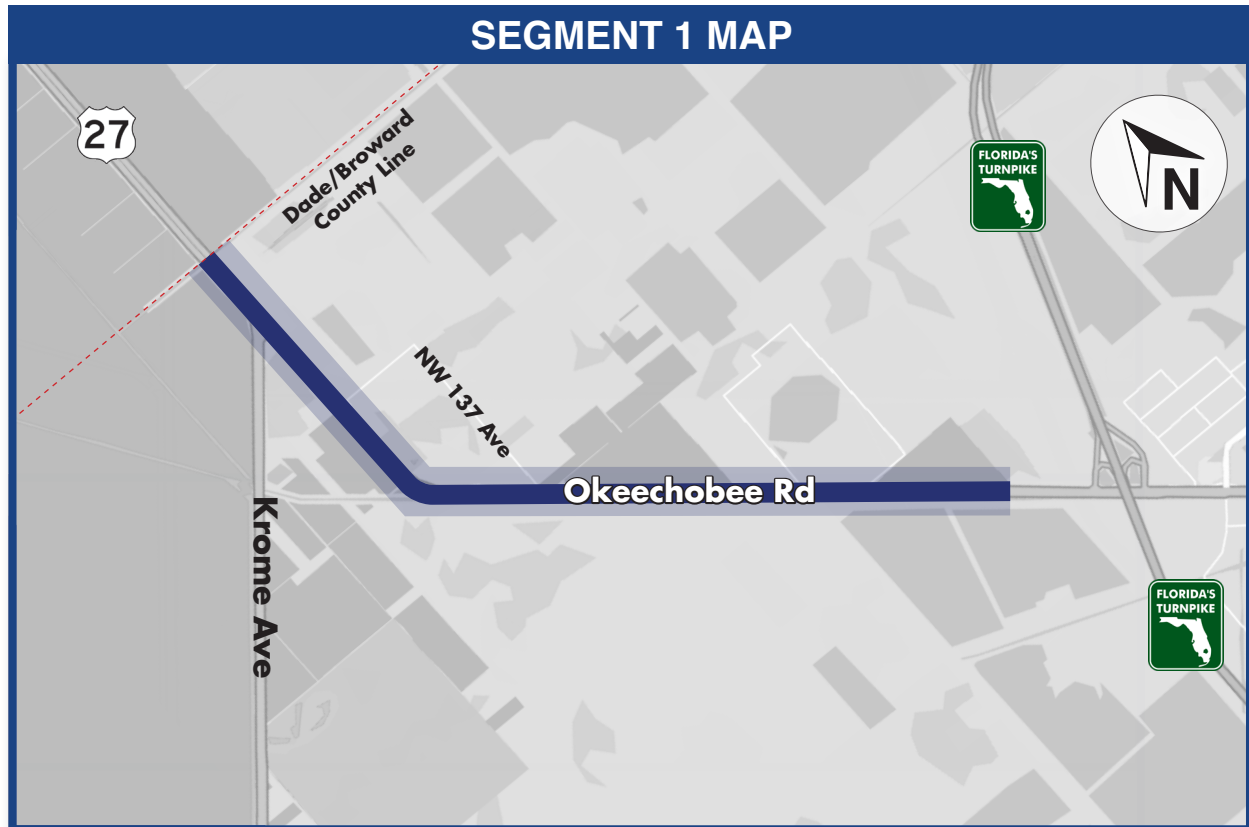 SEGMENT 1 MAP
27
Dade/Broward
County Line
FLORIDA'S
TURNPIKE
N
NW 137 Ave
Okeechobee Rd
Krome Ave
FLORIDA'S
TURNPIKE